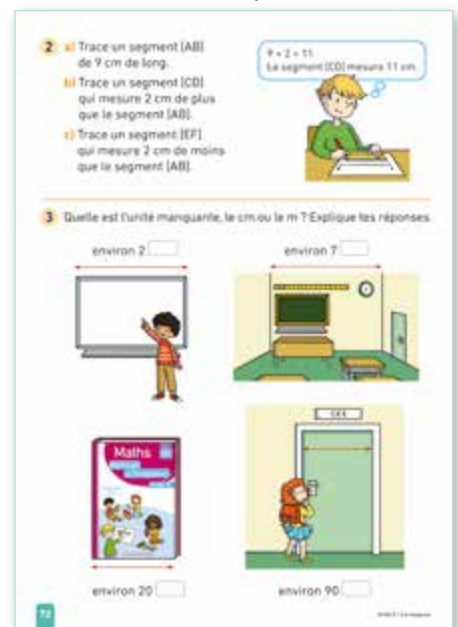 2 a) Trace un segment [AB]
de 9 cm de long.
b) Trace un segment [CD]
qui mesure 2 cm de plus
que le segment [AB].
c) Trace un segment [EF]
qui mesure 2 cm de moins
que le segment [AB].
9 + 2 = 11
Le segment [CD] mesure 11 cm.
3 Quelle est l'unité manquante, le cm ou le m ? Explique tes réponses.
environ 2
environ 7
Maths
environ 20
environ 90
72